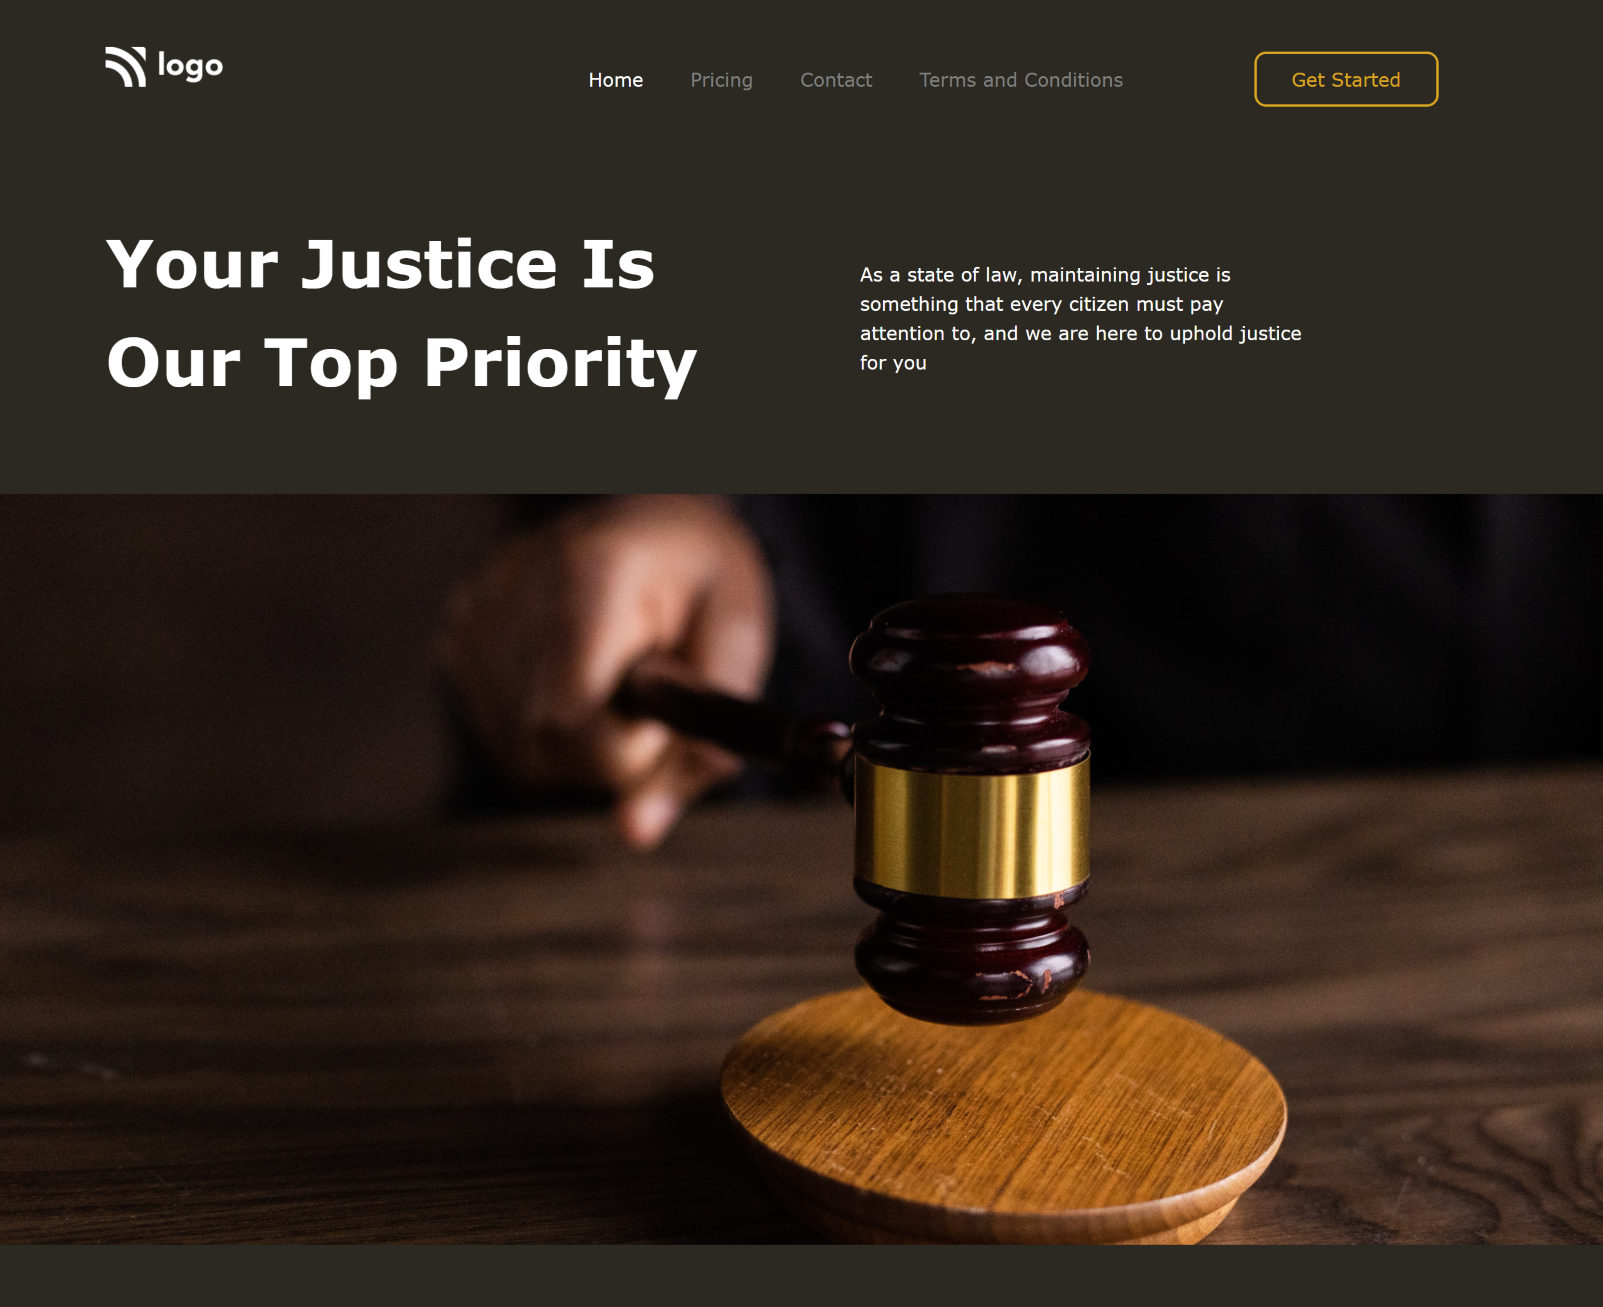 logo
Home Pricing Contact Terms and Conditions Get Started
Your Justice Is
Our Top Priority
As a state of law, maintaining justice is
something that every citizen must pay
attention to, and we are here to uphold justice
for you